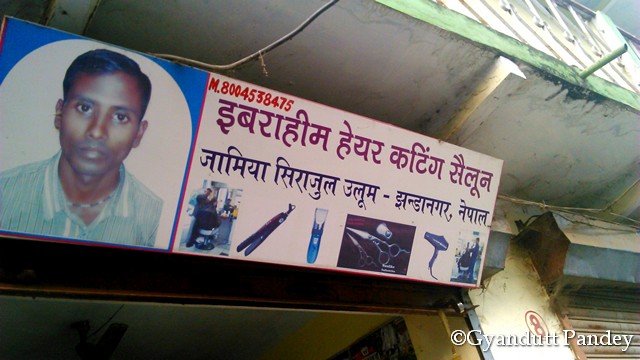 M.8004538475
इबराहीम हेयर कटिंग सैलून
जामिया सिराजुल उलूम - झन्डानगर, नेपाल
©Gyandutt Pandey